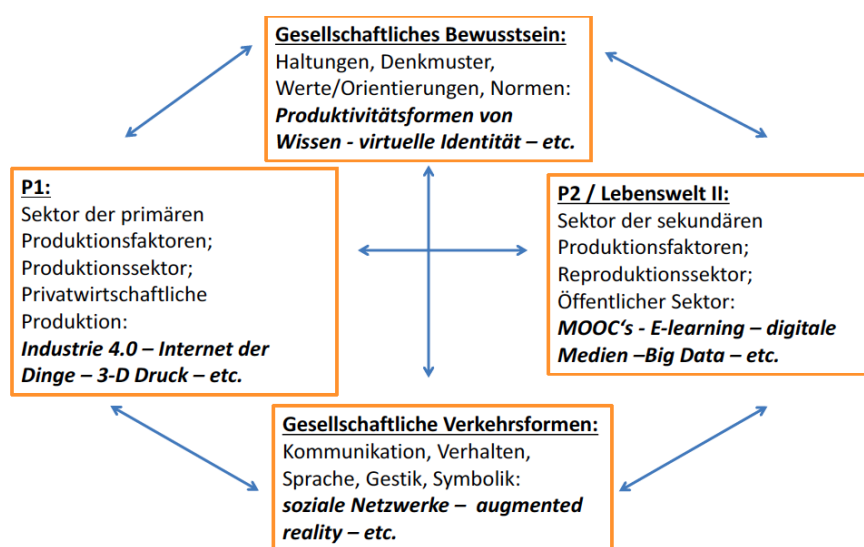 Gesellschaftliches Bewusstsein:
Haltungen, Denkmuster,
Werte/Orientierungen, Normen:
Produktivitätsformen von
Wissen - virtuelle Identität – etc.
P1:
Sektor der primären
Produktionsfaktoren;
Produktionssektor;
Privatwirtschaftliche
Produktion:
Industrie 4.0 – Internet der
Dinge – 3-D Druck – etc.
P2 / Lebenswelt II:
Sektor der sekundären
Produktionsfaktoren;
Reproduktionssektor;
Öffentlicher Sektor:
MOOC‘s - E-learning – digitale
Medien –Big Data – etc.
Gesellschaftliche Verkehrsformen:
Kommunikation, Verhalten,
Sprache, Gestik, Symbolik:
soziale Netzwerke – augmented
reality – etc.